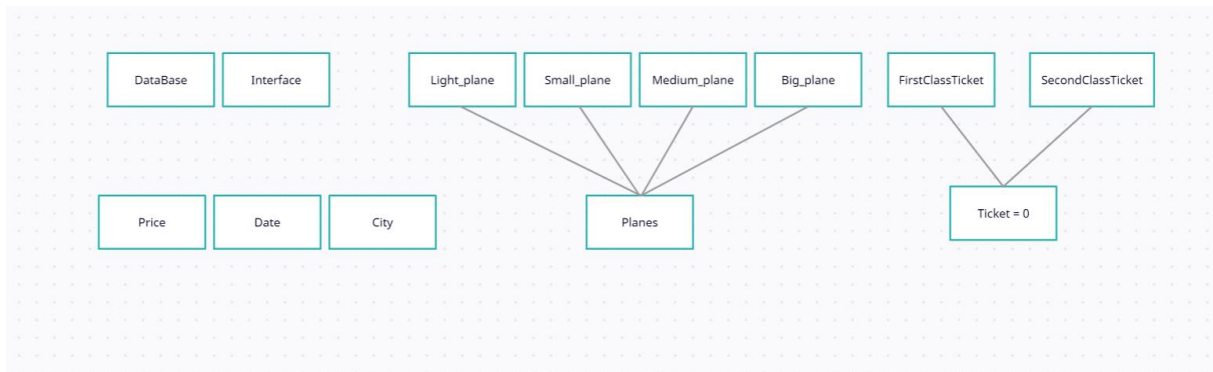 DataBase
Interface
Light_plane
Small_plane
Medium_plane
Big_plane
FirstClassTicket
SecondClassTicket
Price
Date
City
Planes
Ticket = 0